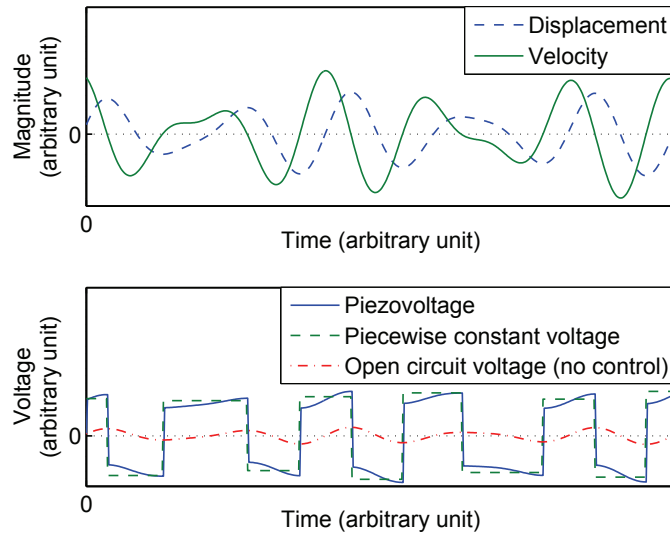 Displacement
Velocity
Magnitude
(arbitrary unit)
0
0
Time (arbitrary unit)
Piezovoltage
Piecewise constant voltage
Open circuit voltage (no control)
Voltage
(arbitrary unit)
0
0
Time (arbitrary unit)